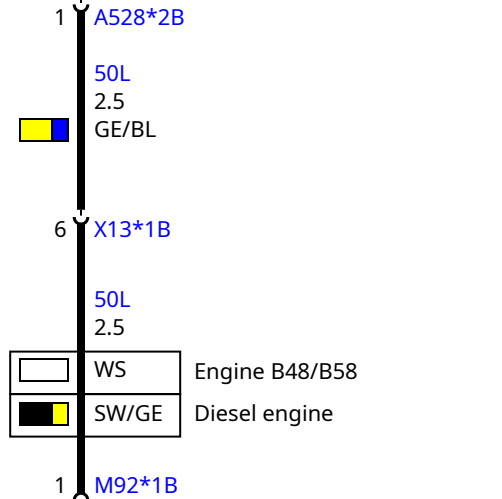 1 A528*2B
50L
2.5
GE/BL
6 X13*1B
50L
2.5
WS Engine B48/B58
SW/GE Diesel engine
1 M92*1B